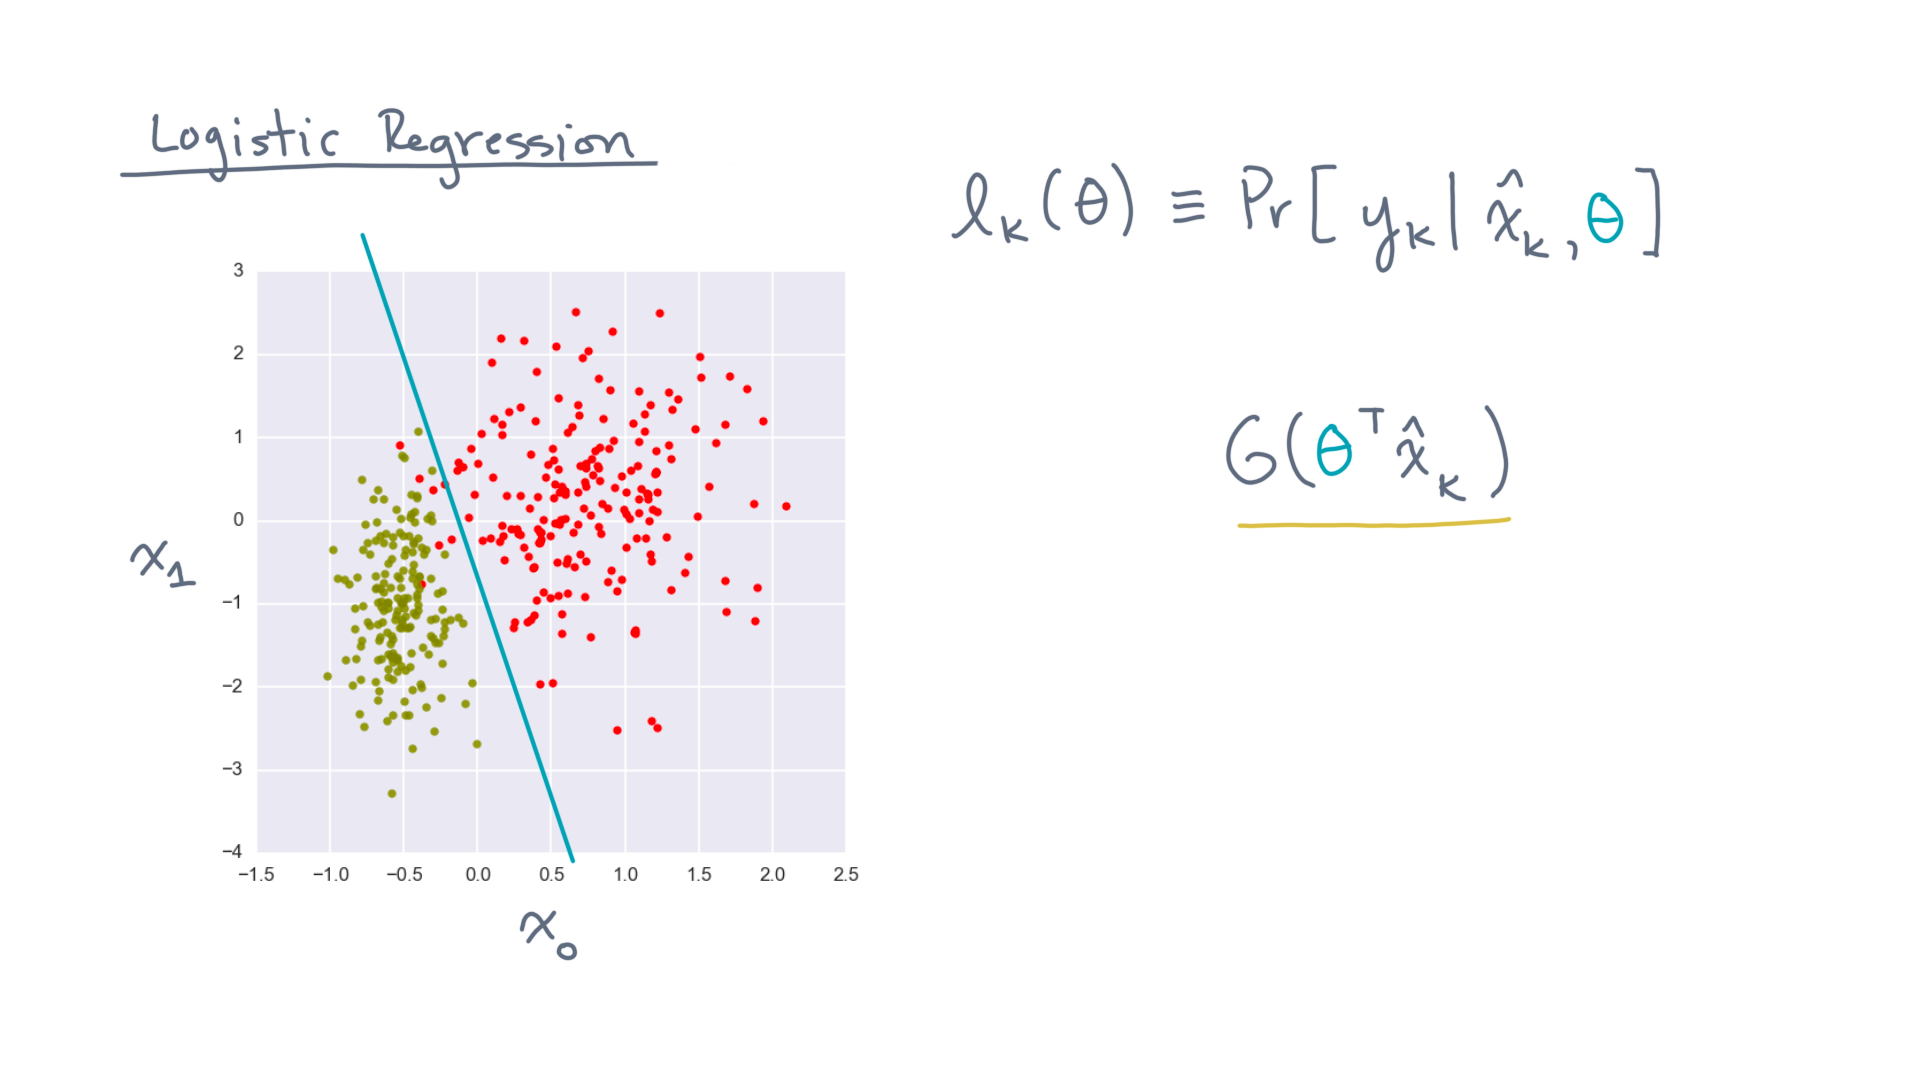 Logistic Regression
ℓₖ(θ) ≡ Pr[ yₖ | x̂ₖ, θ ]
G(θᵀx̂ₖ)
3
2
1
0
−1
−2
−3
−4
x₁
−1.5 −1.0 −0.5 0.0 0.5 1.0 1.5 2.0 2.5
x₀